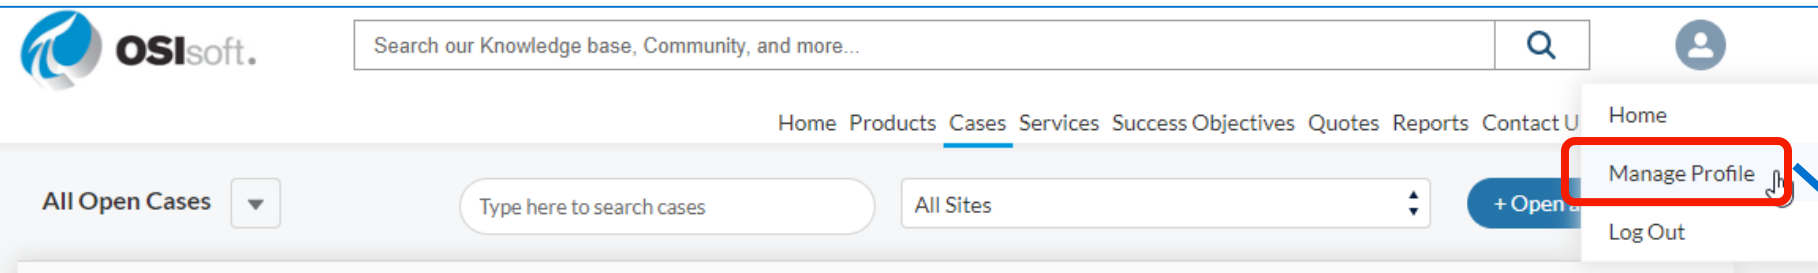 OSIsoft.
Search our Knowledge base, Community, and more...
Home Products Cases Services Success Objectives Quotes Reports Contact U
Home
Manage Profile
Log Out
All Open Cases
Type here to search cases
All Sites
+ Open a